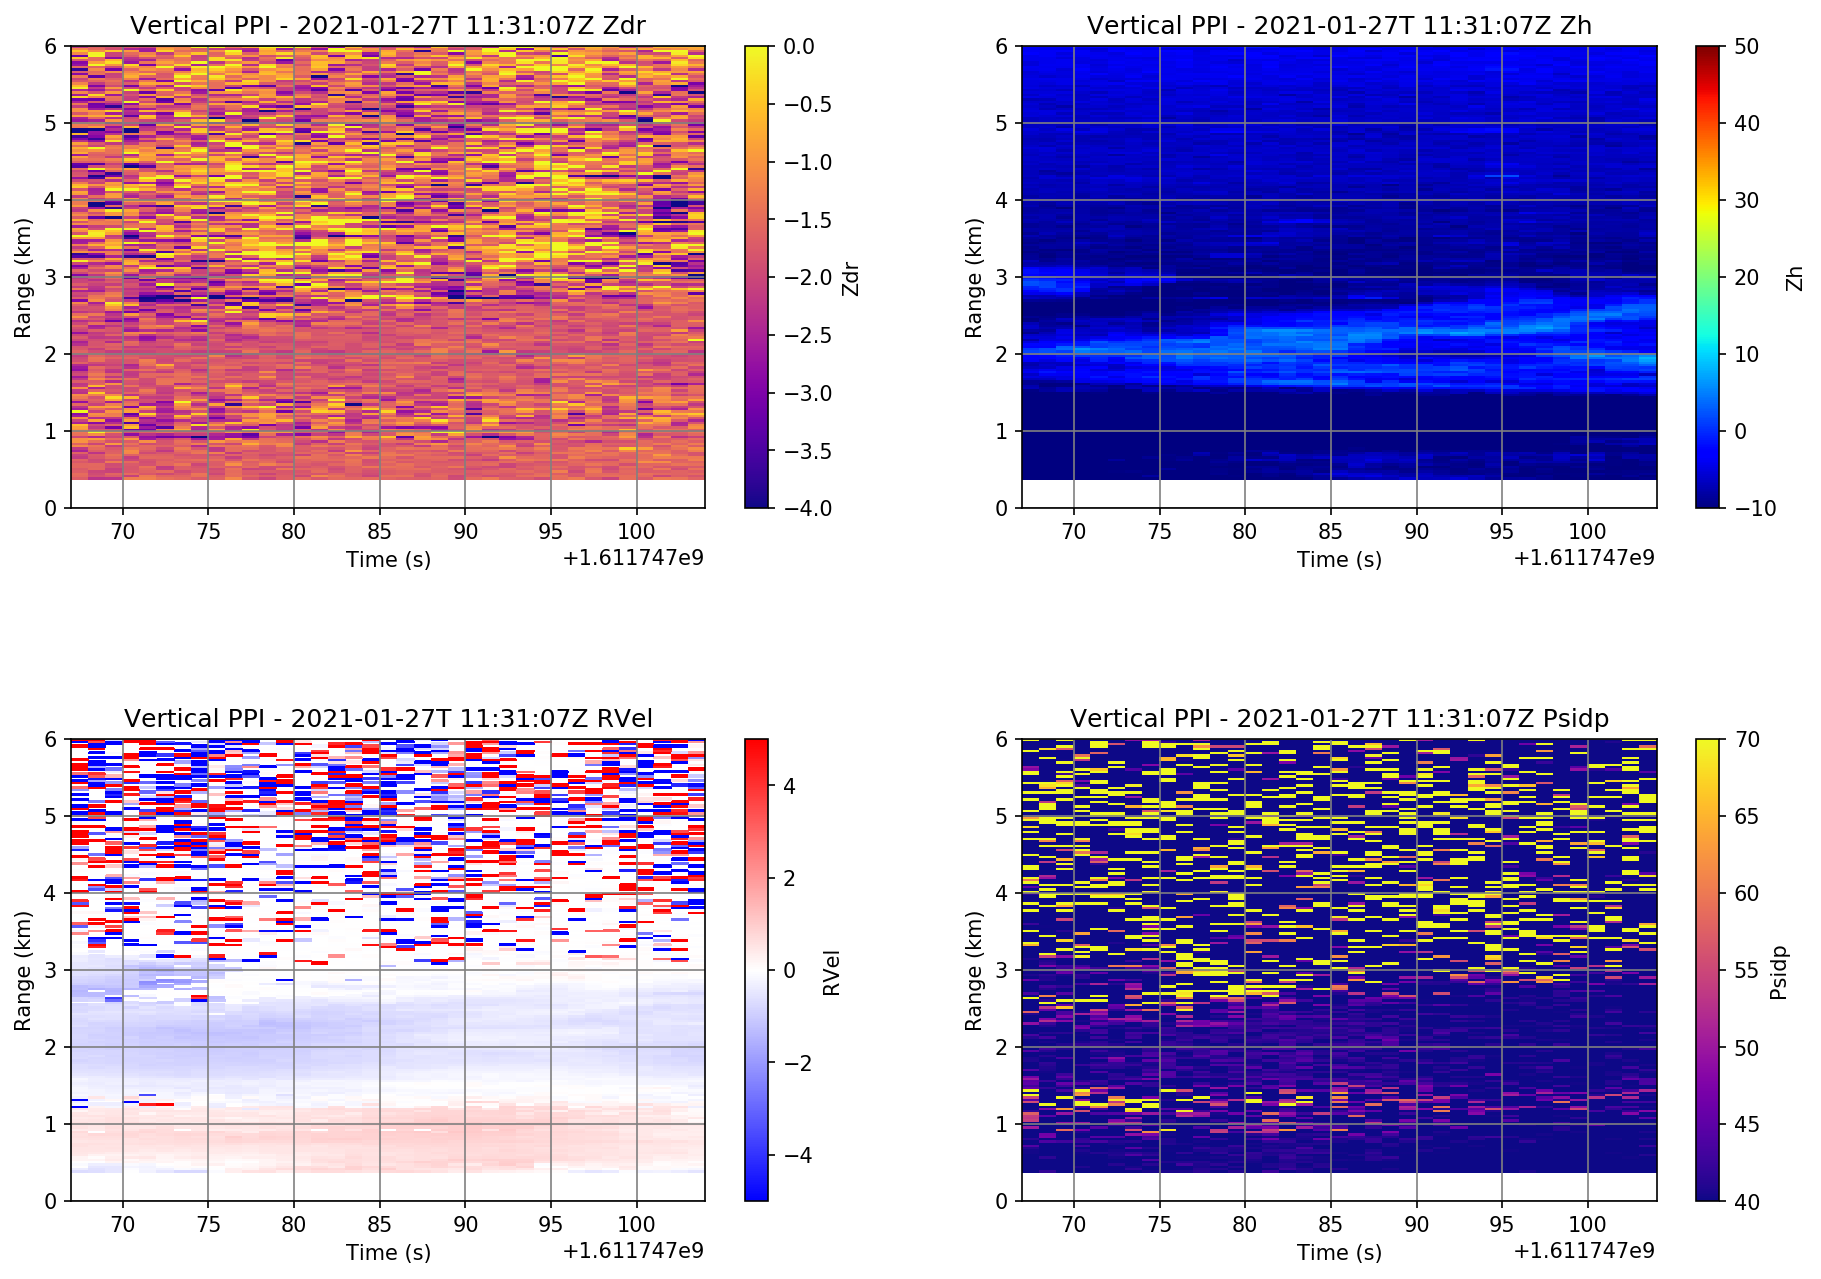 Vertical PPI - 2021-01-27T 11:31:07Z Zdr
6
5
4
3
2
1
0
Range (km)
70 75 80 85 90 95 100
Time (s)
+1.611747e9
0.0
−0.5
−1.0
−1.5
−2.0
−2.5
−3.0
−3.5
−4.0
Zdr
Vertical PPI - 2021-01-27T 11:31:07Z Zh
6
5
4
3
2
1
0
Range (km)
70 75 80 85 90 95 100
Time (s)
+1.611747e9
50
40
30
20
10
0
−10
Zh
Vertical PPI - 2021-01-27T 11:31:07Z RVel
6
5
4
3
2
1
0
Range (km)
70 75 80 85 90 95 100
Time (s)
+1.611747e9
4
2
0
−2
−4
RVel
Vertical PPI - 2021-01-27T 11:31:07Z Psidp
6
5
4
3
2
1
0
Range (km)
70 75 80 85 90 95 100
Time (s)
+1.611747e9
70
65
60
55
50
45
40
Psidp